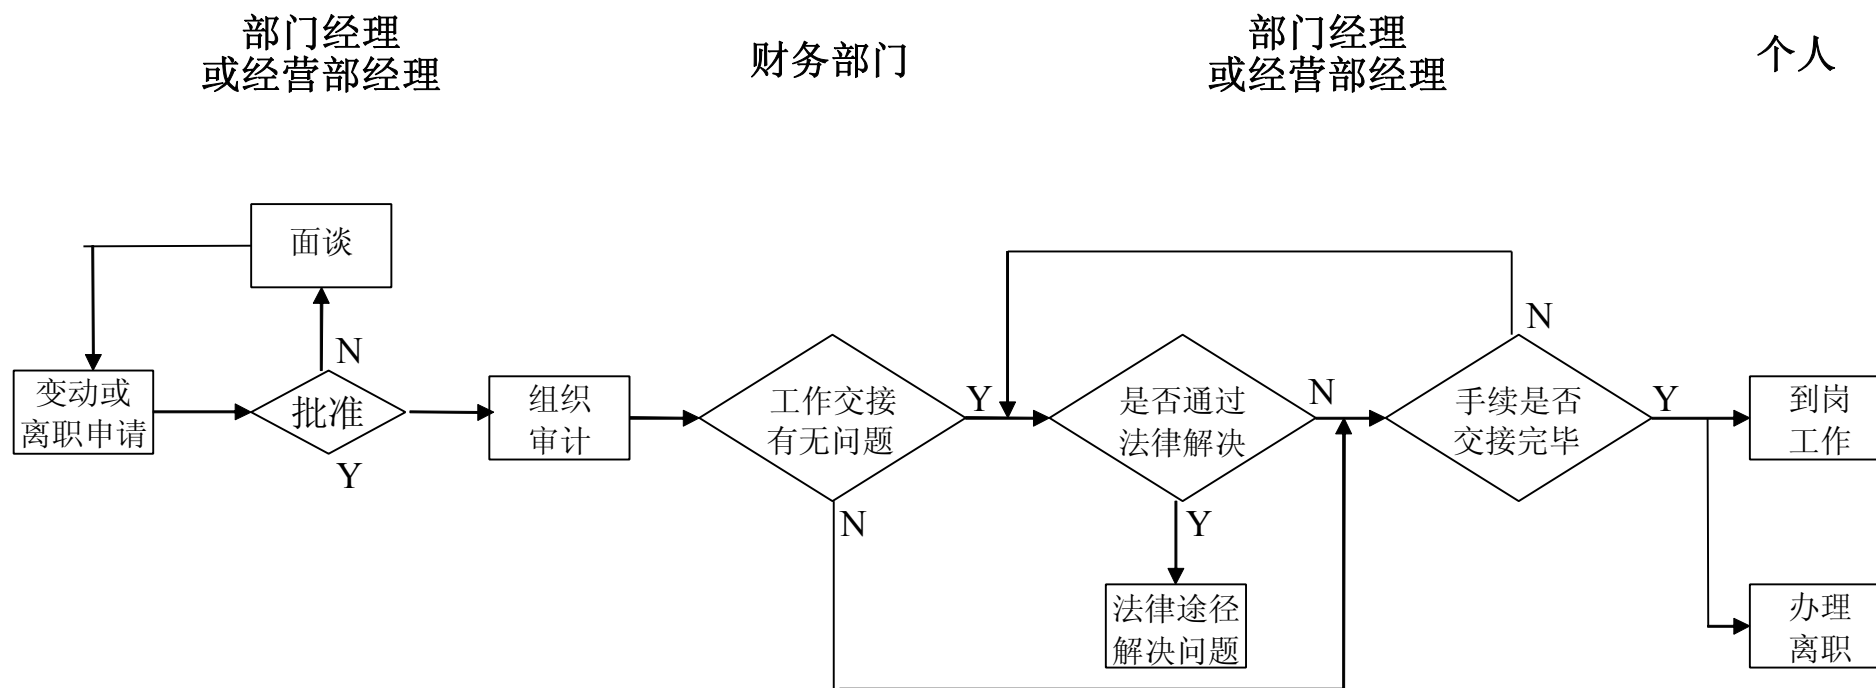 部门经理
或经营部经理
财务部门
部门经理
或经营部经理
个人
面谈
N
变动或
离职申请
批准
Y
组织
审计
工作交接
有无问题
Y
N
是否通过
法律解决
N
Y
法律途径
解决问题
手续是否
交接完毕
N
Y
到岗
工作
办理
离职